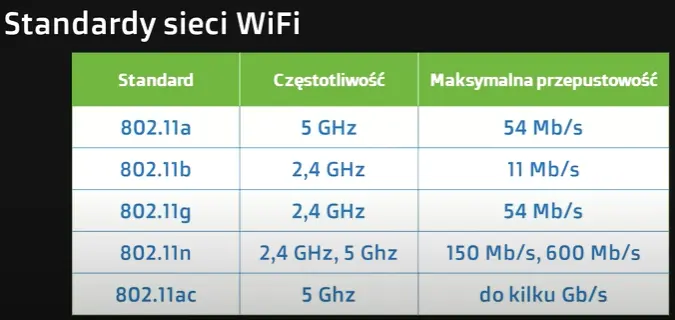 Standardy sieci WiFi
Standard Częstotliwość Maksymalna przepustowość
802.11a 5 GHz 54 Mb/s
802.11b 2,4 GHz 11 Mb/s
802.11g 2,4 GHz 54 Mb/s
802.11n 2,4 GHz, 5 Ghz 150 Mb/s, 600 Mb/s
802.11ac 5 Ghz do kilku Gb/s